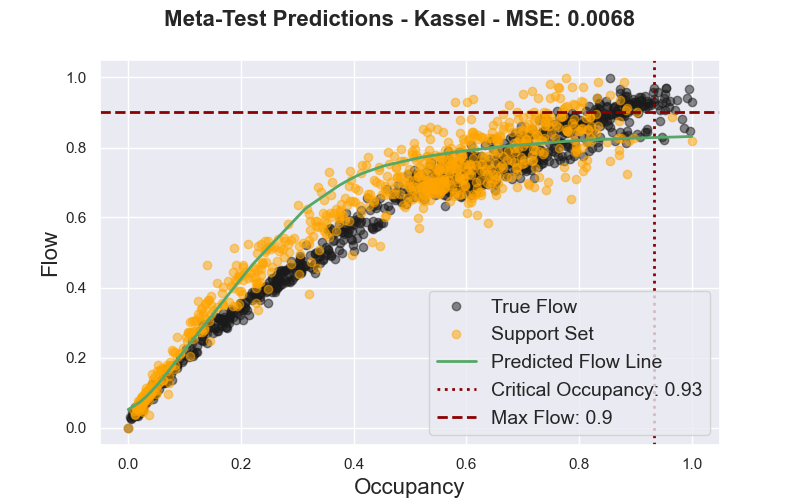 Meta-Test Predictions - Kassel - MSE: 0.0068
1.0
0.8
0.6
0.4
0.2
0.0
Flow
True Flow
Support Set
Predicted Flow Line
Critical Occupancy: 0.93
Max Flow: 0.9
0.0 0.2 0.4 0.6 0.8 1.0
Occupancy